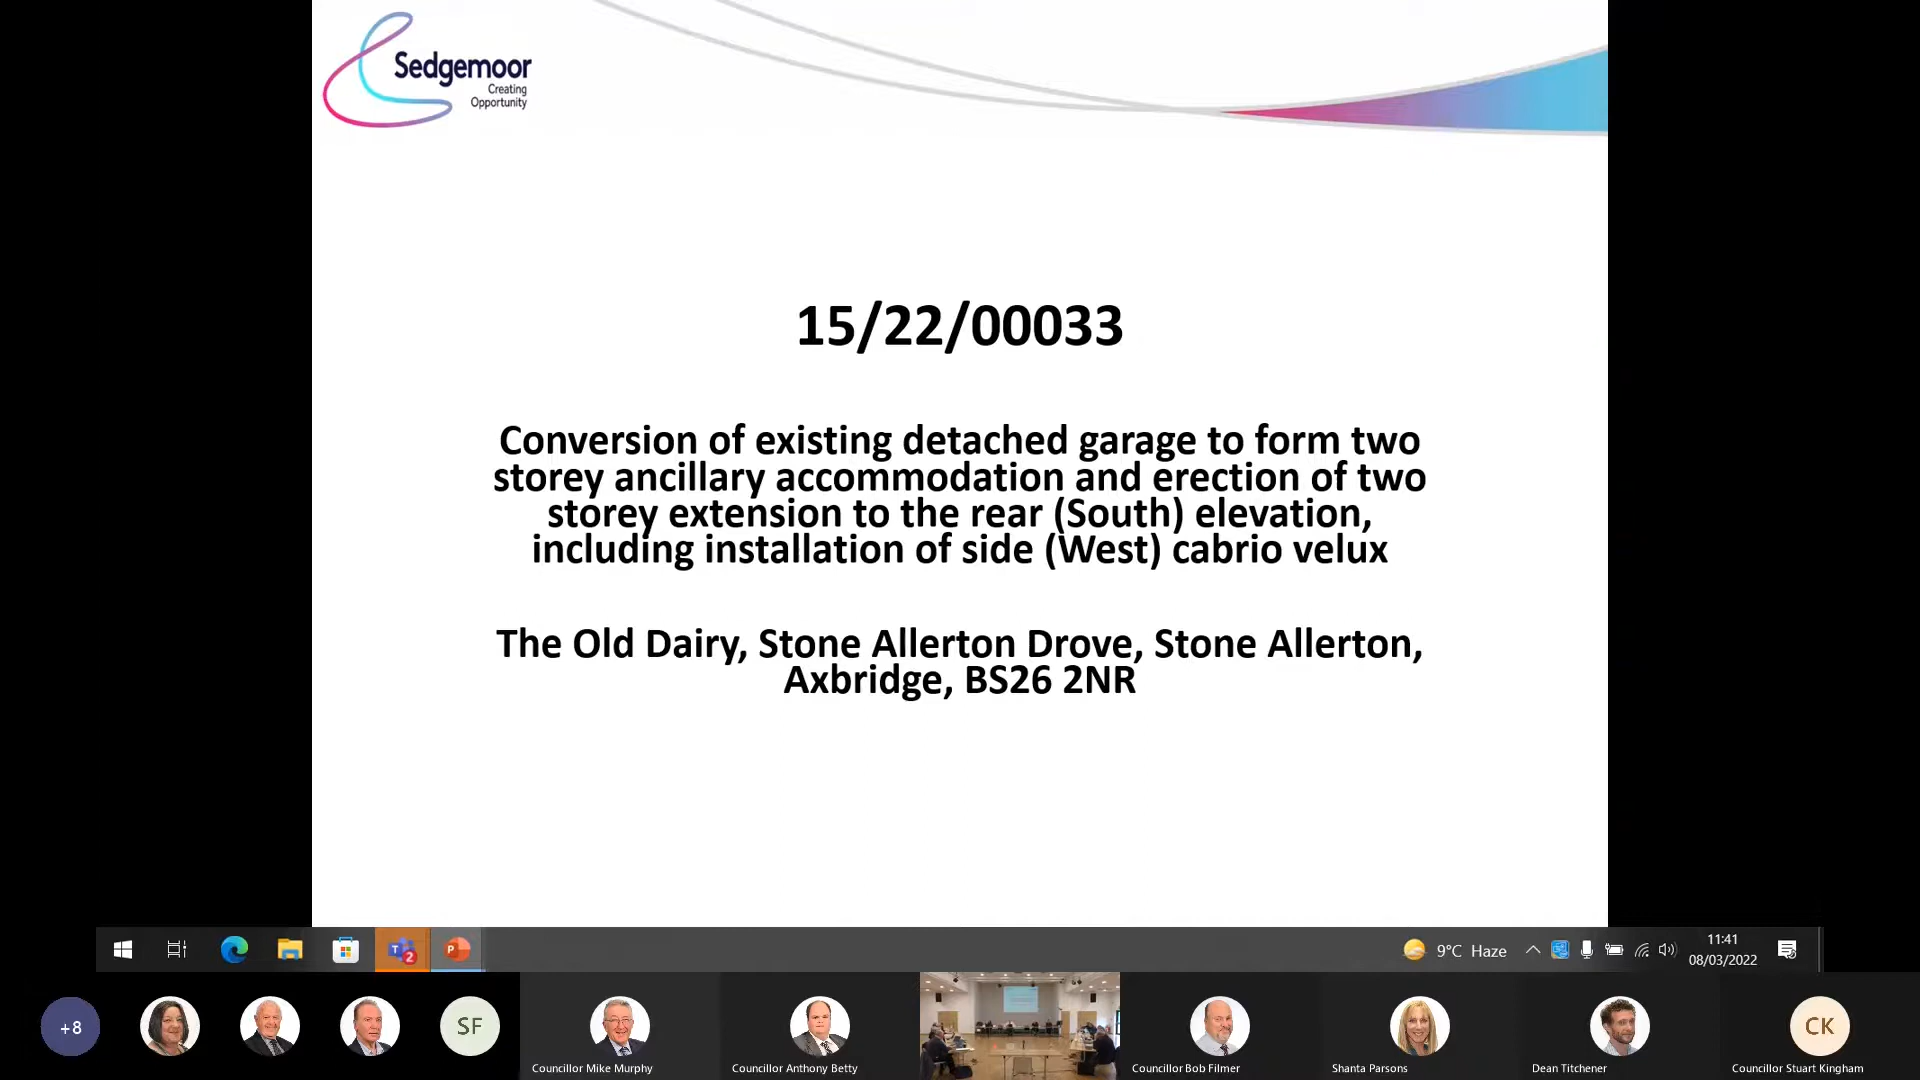 Sedgemoor
Creating
Opportunity
15/22/00033
Conversion of existing detached garage to form two
storey ancillary accommodation and erection of two
storey extension to the rear (South) elevation,
including installation of side (West) cabrio velux
The Old Dairy, Stone Allerton Drove, Stone Allerton,
Axbridge, BS26 2NR
9°C Haze
11:41
08/03/2022
+8
SF
CK
Councillor Mike Murphy
Councillor Anthony Betty
Councillor Bob Filmer
Shanta Parsons
Dean Titchener
Councillor Stuart Kingham